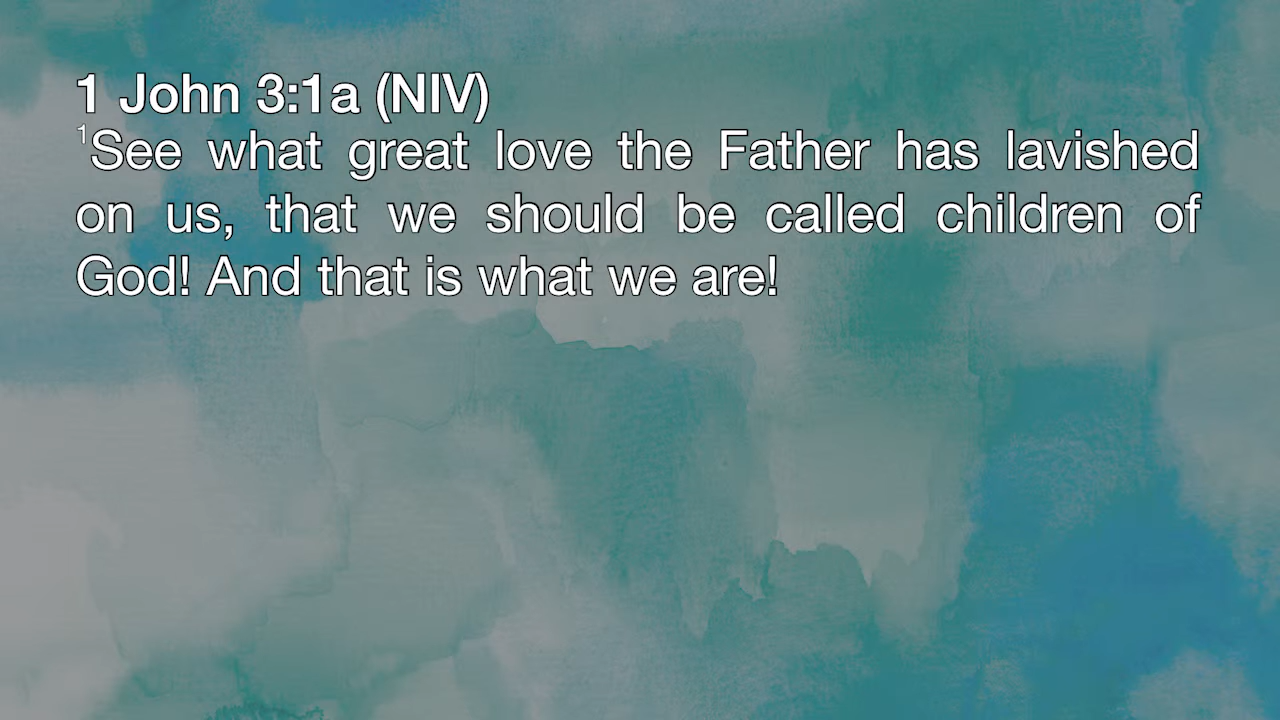 1 John 3:1a (NIV)
1See what great love the Father has lavished
on us, that we should be called children of
God! And that is what we are!